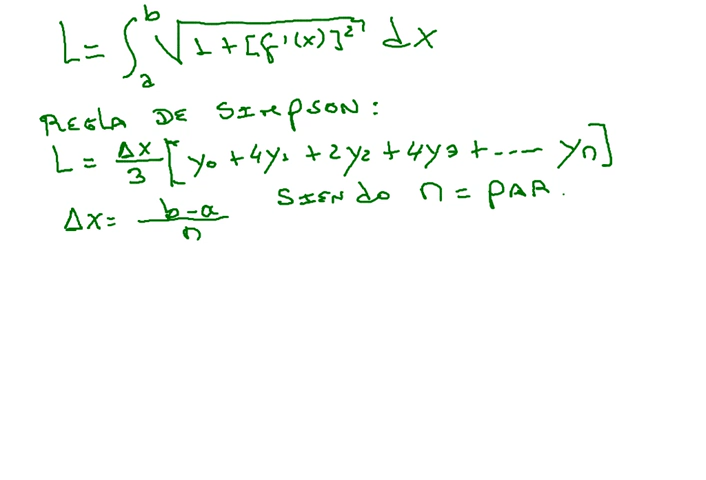 L = ∫ₐᵇ √(1 + [f'(x)]²) dx
REGLA DE SIMPSON:
L = Δx/3 [y₀ + 4y₁ + 2y₂ + 4y₃ + ---- yₙ]
Δx = (b-a)/n SIENDO n = PAR.